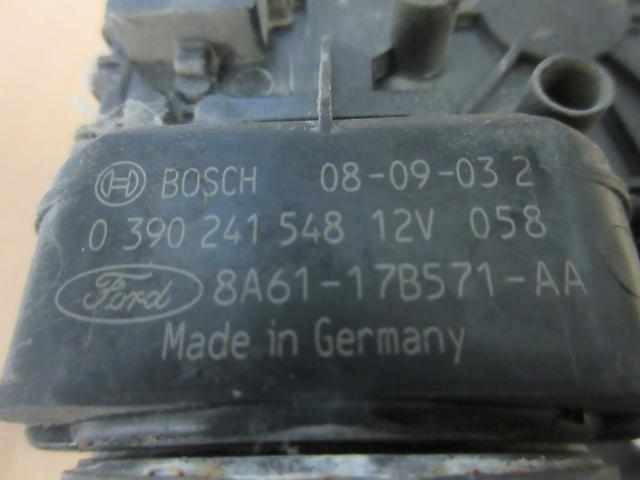 BOSCH 08-09-03 2
0 390 241 548 12V 058
Ford 8A61-17B571-AA
Made in Germany